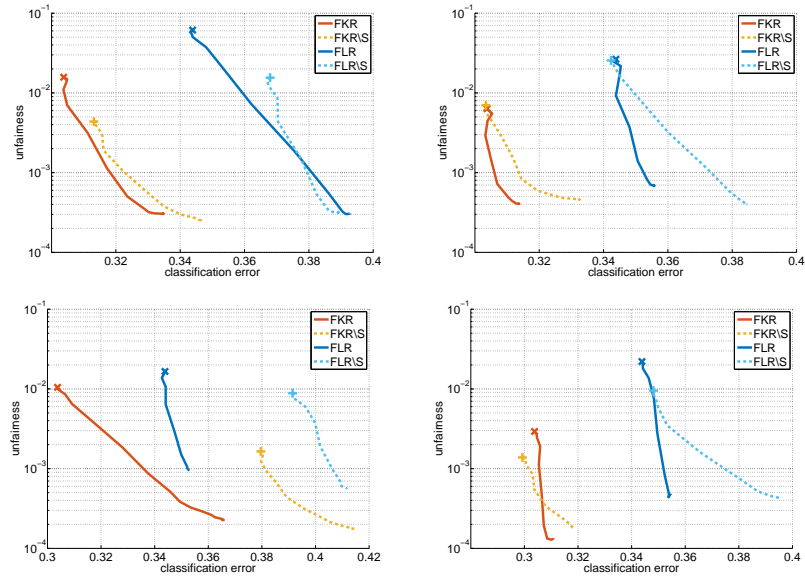 10⁻¹
10⁻²
10⁻³
10⁻⁴
unfairness
0.32
0.34
0.36
0.38
0.4
classification error
FKR
FKR\S
FLR
FLR\S
10⁻¹
10⁻²
10⁻³
10⁻⁴
unfairness
0.32
0.34
0.36
0.38
0.4
classification error
FKR
FKR\S
FLR
FLR\S
10⁻¹
10⁻²
10⁻³
10⁻⁴
unfairness
0.3
0.32
0.34
0.36
0.38
0.4
0.42
classification error
FKR
FKR\S
FLR
FLR\S
10⁻¹
10⁻²
10⁻³
10⁻⁴
unfairness
0.3
0.32
0.34
0.36
0.38
0.4
classification error
FKR
FKR\S
FLR
FLR\S